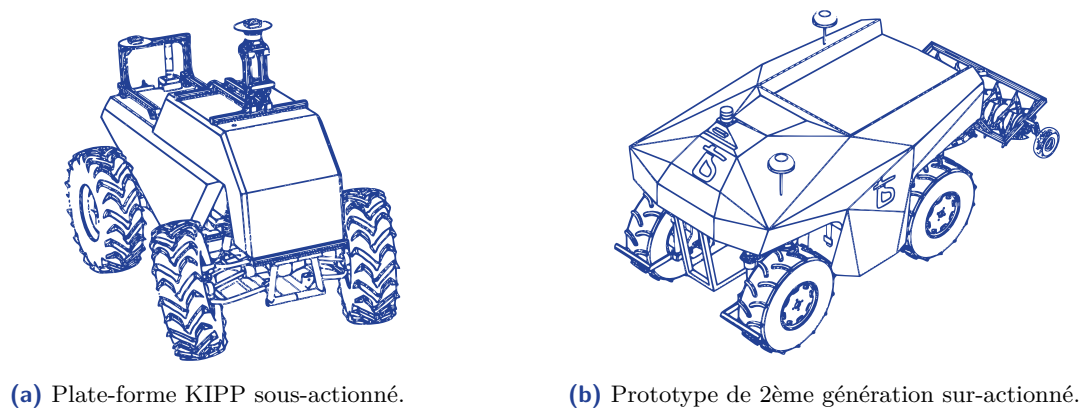 (a) Plate-forme KIPP sous-actionné.
(b) Prototype de 2ème génération sur-actionné.